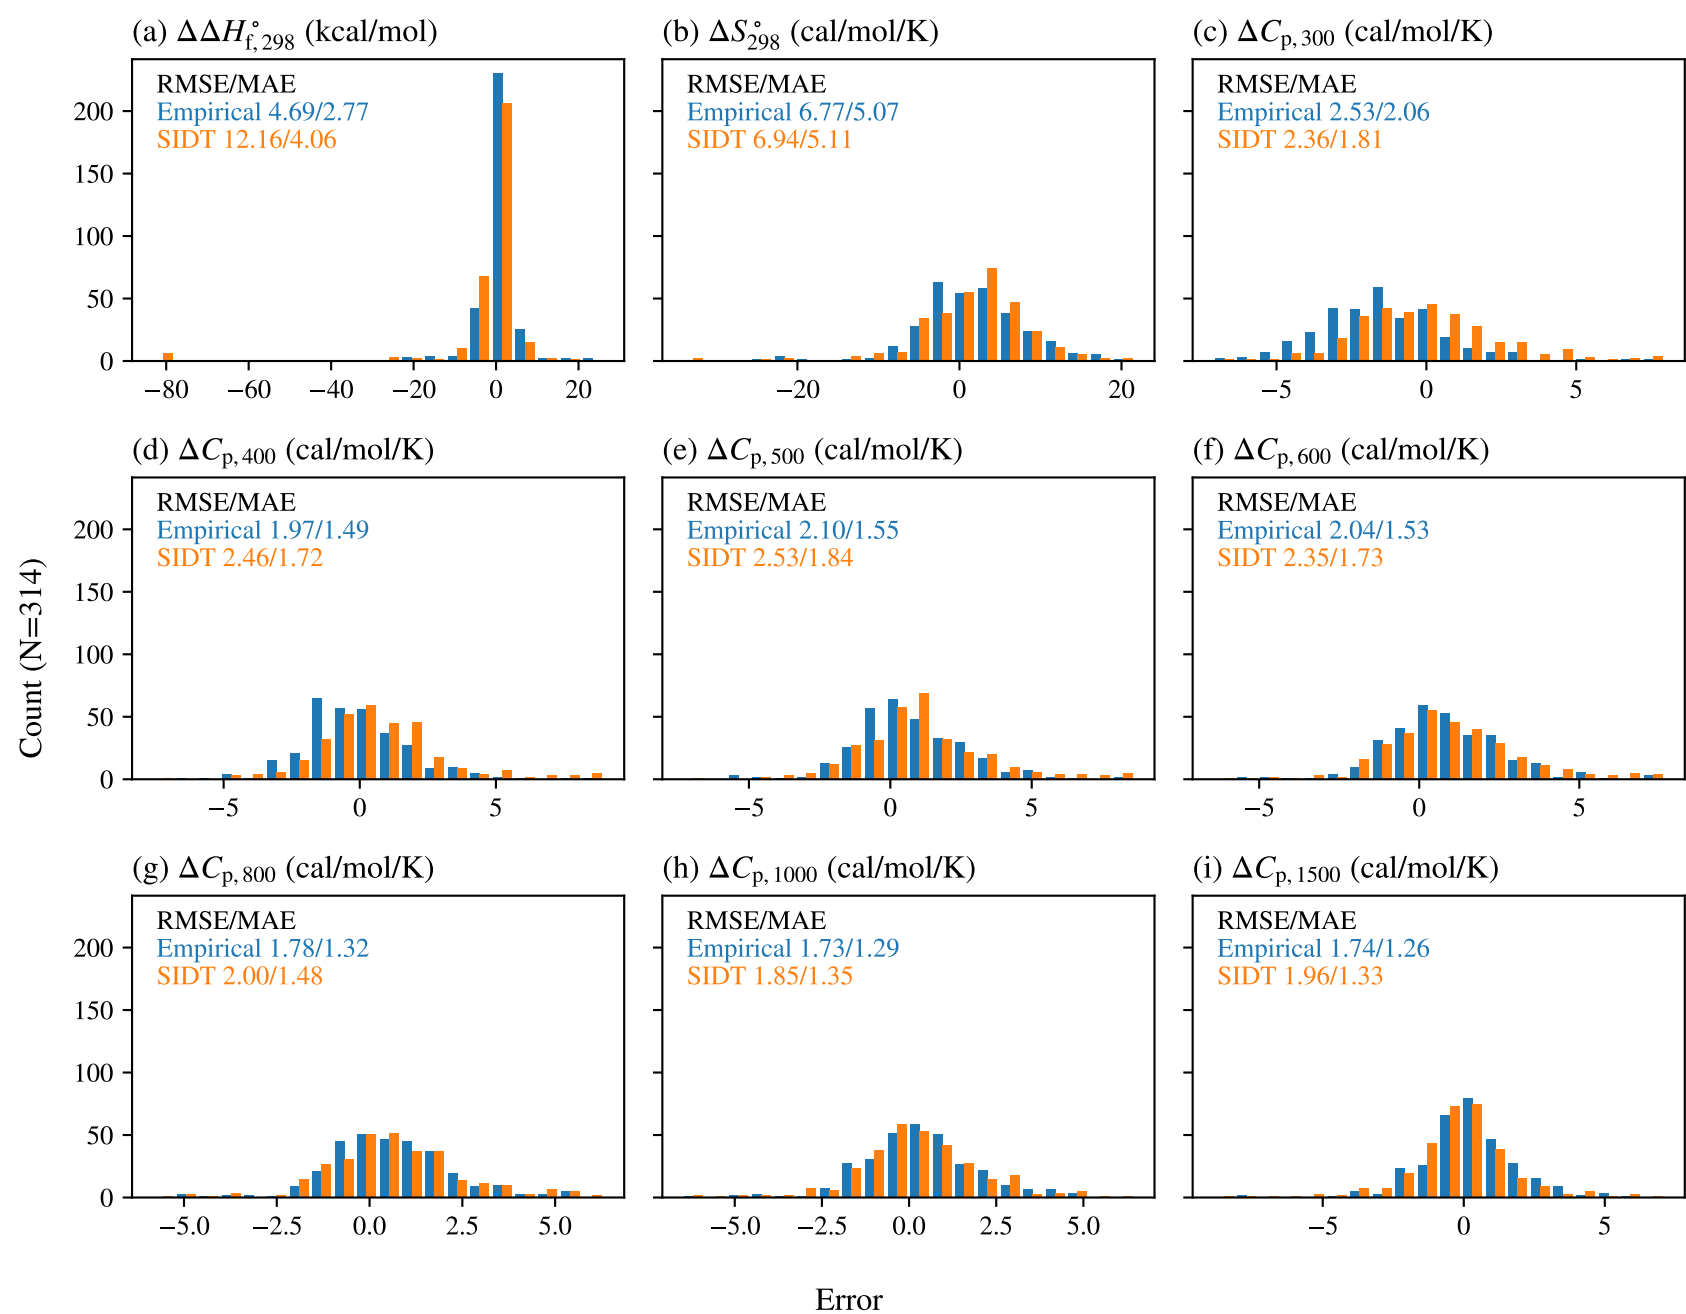 (a) ΔΔH°f,298 (kcal/mol)
RMSE/MAE
Empirical 4.69/2.77
SIDT 12.16/4.06
200
150
100
50
0
−80 −60 −40 −20 0 20
(b) ΔS°298 (cal/mol/K)
RMSE/MAE
Empirical 6.77/5.07
SIDT 6.94/5.11
−20 0 20
(c) ΔCp,300 (cal/mol/K)
RMSE/MAE
Empirical 2.53/2.06
SIDT 2.36/1.81
−5 0 5
(d) ΔCp,400 (cal/mol/K)
RMSE/MAE
Empirical 1.97/1.49
SIDT 2.46/1.72
200
150
100
50
0
−5 0 5
(e) ΔCp,500 (cal/mol/K)
RMSE/MAE
Empirical 2.10/1.55
SIDT 2.53/1.84
−5 0 5
(f) ΔCp,600 (cal/mol/K)
RMSE/MAE
Empirical 2.04/1.53
SIDT 2.35/1.73
−5 0 5
Count (N=314)
(g) ΔCp,800 (cal/mol/K)
RMSE/MAE
Empirical 1.78/1.32
SIDT 2.00/1.48
200
150
100
50
0
−5.0 −2.5 0.0 2.5 5.0
(h) ΔCp,1000 (cal/mol/K)
RMSE/MAE
Empirical 1.73/1.29
SIDT 1.85/1.35
−5.0 −2.5 0.0 2.5 5.0
(i) ΔCp,1500 (cal/mol/K)
RMSE/MAE
Empirical 1.74/1.26
SIDT 1.96/1.33
−5 0 5
Error